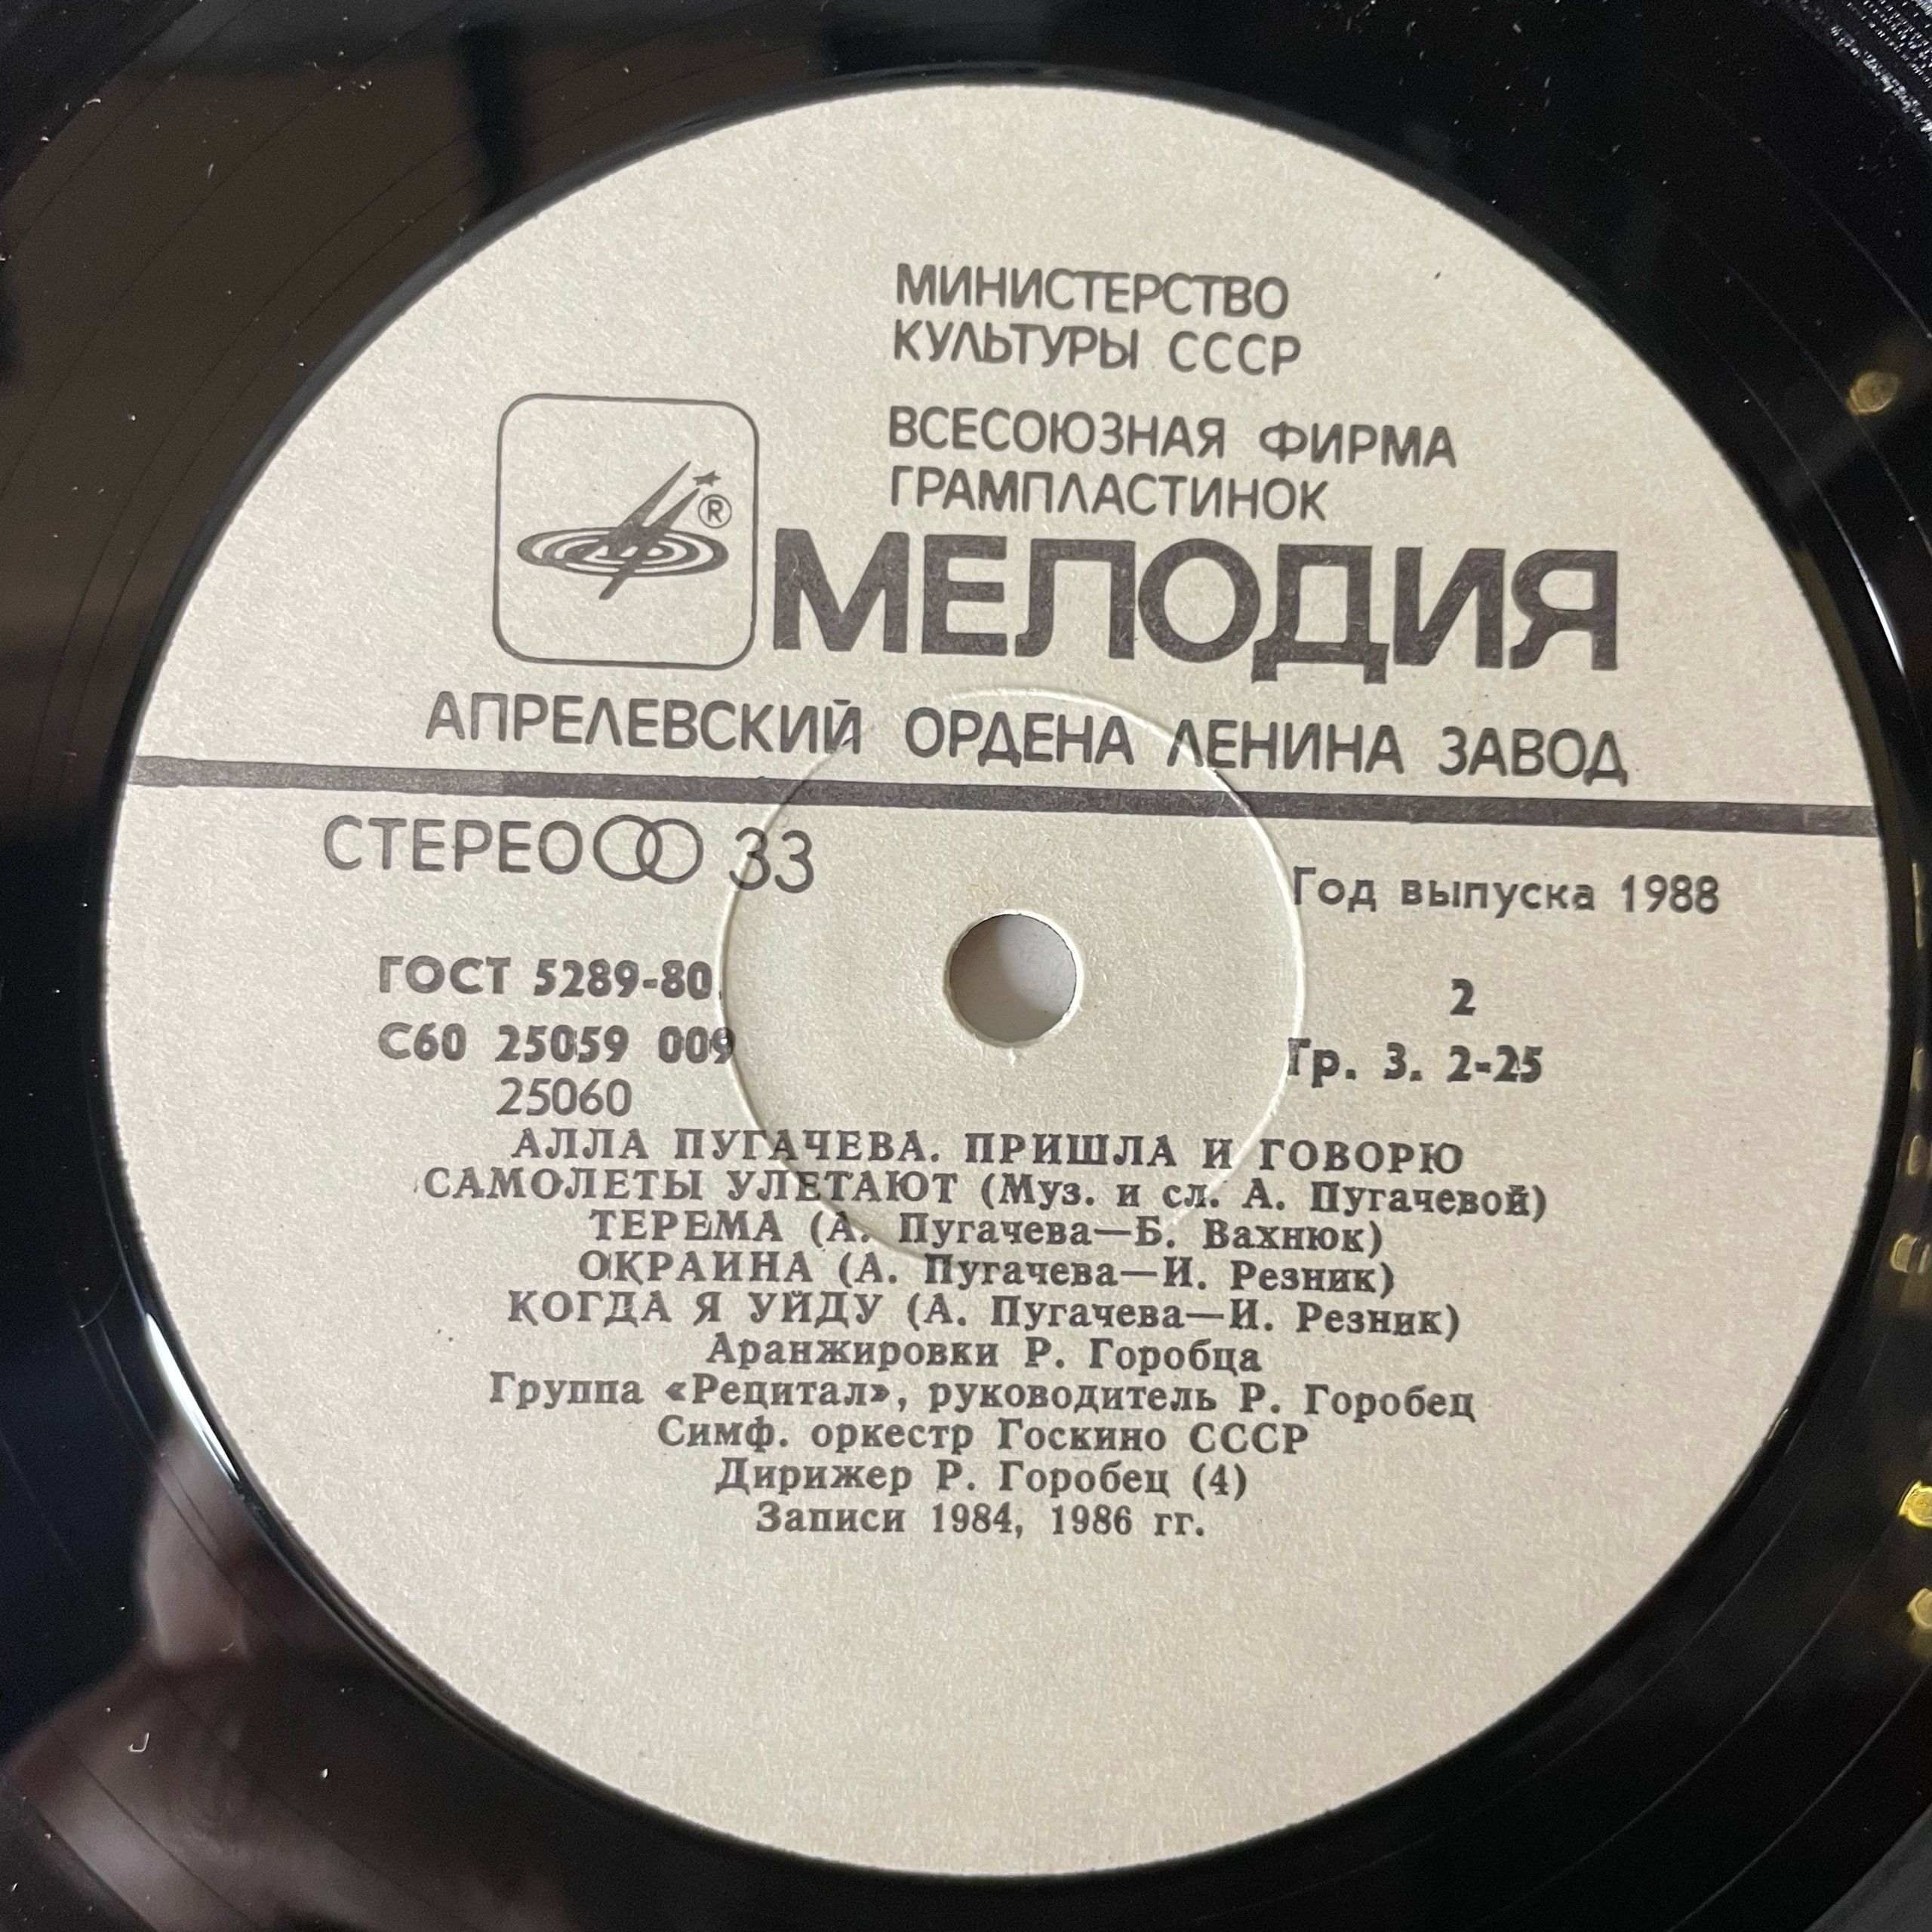 МИНИСТЕРСТВО
КУЛЬТУРЫ СССР
ВСЕСОЮЗНАЯ ФИРМА
ГРАМПЛАСТИНОК
®
МЕЛОДИЯ
АПРЕЛЕВСКИЙ ОРДЕНА ЛЕНИНА ЗАВОД
СТЕРЕО 33
Год выпуска 1988
ГОСТ 5289-80
2
С60 25059 009
Гр. 3. 2-25
25060
АЛЛА ПУГАЧЕВА. ПРИШЛА И ГОВОРЮ
САМОЛЕТЫ УЛЕТАЮТ (Муз. и сл. А. Пугачевой)
ТЕРЕМА (А. Пугачева—Б. Вахнюк)
ОКРАИНА (А. Пугачева—И. Резник)
КОГДА Я УЙДУ (А. Пугачева—И. Резник)
Аранжировки Р. Горобца
Группа «Рецитал», руководитель Р. Горобец
Симф. оркестр Госкино СССР
Дирижер Р. Горобец (4)
Записи 1984, 1986 гг.